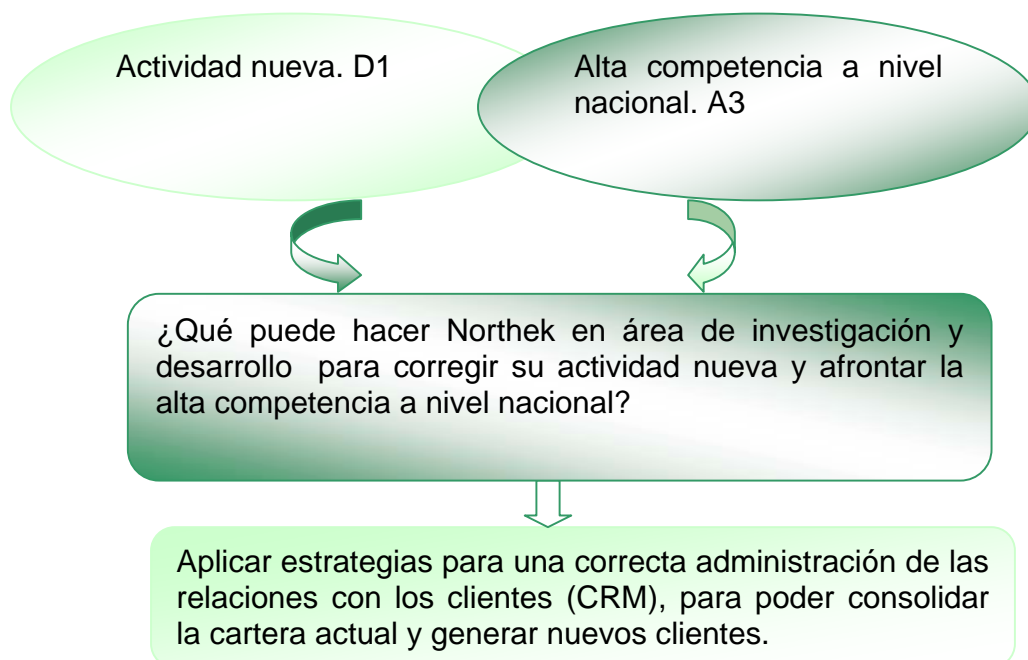 Actividad nueva. D1
Alta competencia a nivel
nacional. A3
¿Qué puede hacer Northek en área de investigación y
desarrollo para corregir su actividad nueva y afrontar la
alta competencia a nivel nacional?
Aplicar estrategias para una correcta administración de las
relaciones con los clientes (CRM), para poder consolidar
la cartera actual y generar nuevos clientes.